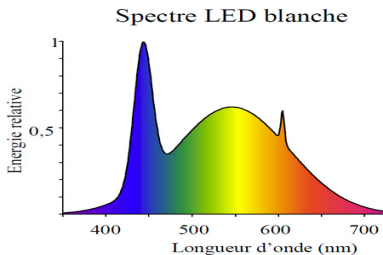 Spectre LED blanche
Energie relative
1
0,5
400 500 600 700
Longueur d'onde (nm)